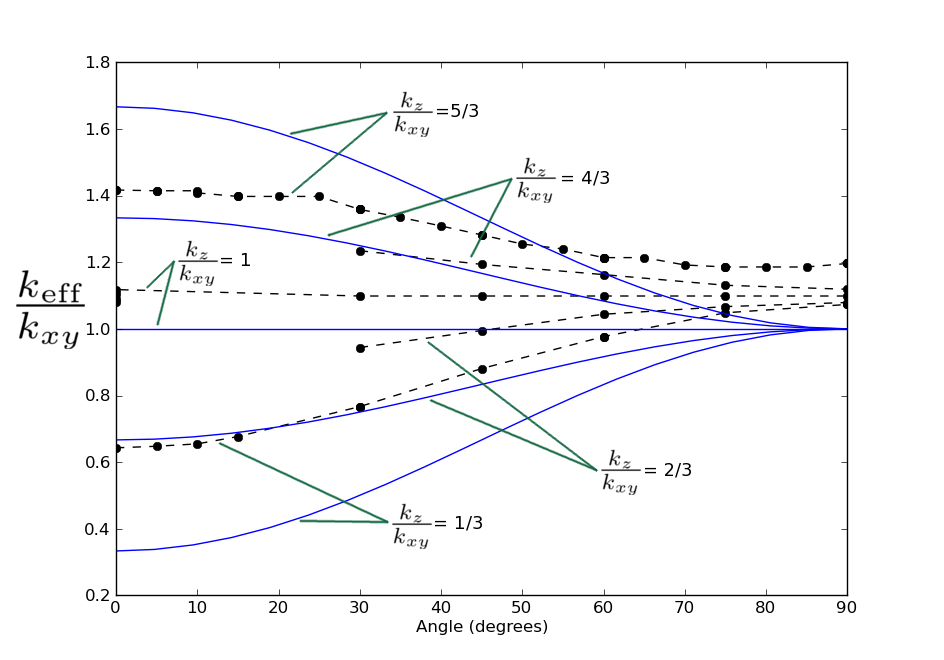 1.8
1.6
1.4
1.2
1.0
0.8
0.6
0.4
0.2
k_eff/k_xy
k_z/k_xy =5/3
k_z/k_xy = 4/3
k_z/k_xy = 1
k_z/k_xy = 2/3
k_z/k_xy = 1/3
0 10 20 30 40 50 60 70 80 90
Angle (degrees)